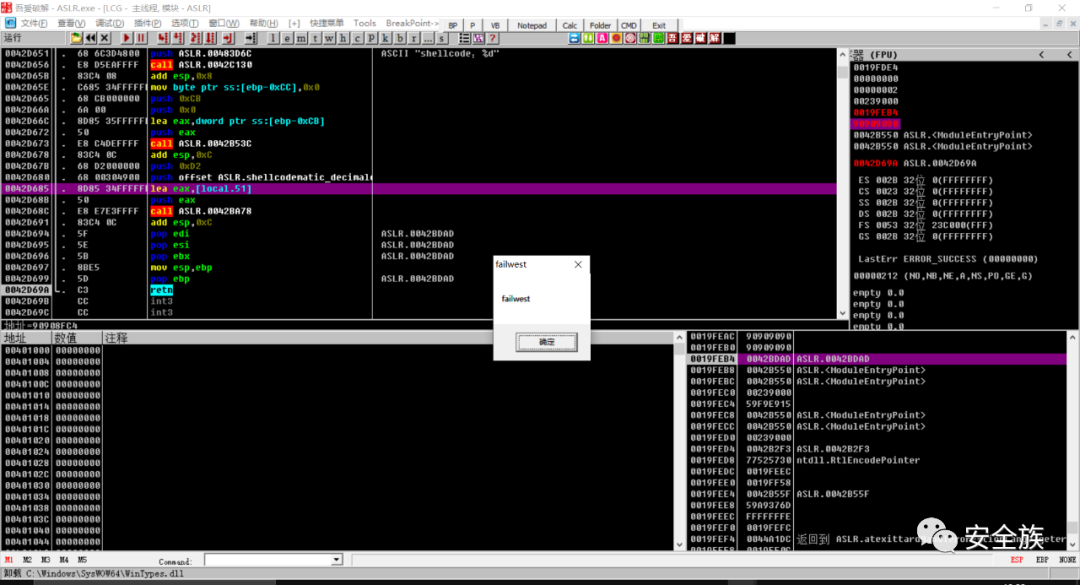 吾爱破解 - ASLR.exe - [LCG - 主线程, 模块 - ASLR]
文件(F) 查看(V) 调试(D) 插件(P) 选项(T) 窗口(W) 帮助(H) [+] 快捷菜单 Tools BreakPoint-> BP P VB Notepad Calc Folder CMD Exit
运行 l e m t w h c p k b r ... s
0042D651 . 68 6C3D4800 push ASLR.00483D6C ASCII "shellcode, %d"
0042D656 . E8 D5EAFFFF call ASLR.0042C130
0042D65B . 83C4 08 add esp,0x8
0042D65E . C685 34FFFFFF mov byte ptr ss:[ebp-0xCC],0x0
0042D665 . 68 CB000000 push 0xCB
0042D66A . 6A 00 push 0x0
0042D66C . 8D85 35FFFFFF lea eax,dword ptr ss:[ebp-0xCB]
0042D672 . 50 push eax
0042D673 . E8 C4DEFFFF call ASLR.0042B53C
0042D678 . 83C4 0C add esp,0xC
0042D67B . 68 D2000000 push 0xD2
0042D680 . 68 00304900 push offset ASLR.shellcodematic_decimal
0042D685 . 8D85 34FFFFFF lea eax,[local.51]
0042D68B . 50 push eax
0042D68C . E8 E7E3FFFF call ASLR.0042BA78
0042D691 . 83C4 0C add esp,0xC
0042D694 . 5F pop edi ASLR.0042BDAD
0042D695 . 5E pop esi ASLR.0042BDAD
0042D696 . 5B pop ebx ASLR.0042BDAD
0042D697 . 8BE5 mov esp,ebp
0042D699 . 5D pop ebp ASLR.0042BDAD
0042D69A . C3 retn
0042D69B CC int3
0042D69C CC int3
地址=90908FC4
(FPU)
0019FDE4
00000000
00000002
00239000
0019FEB4
90909090
0042B550 ASLR.<ModuleEntryPoint>
0042B550 ASLR.<ModuleEntryPoint>
0042D69A ASLR.0042D69A
ES 002B 32位 0(FFFFFFFF)
CS 0023 32位 0(FFFFFFFF)
SS 002B 32位 0(FFFFFFFF)
DS 002B 32位 0(FFFFFFFF)
FS 0053 32位 23C000(FFF)
GS 002B 32位 0(FFFFFFFF)
LastErr ERROR_SUCCESS (00000000)
00000212 (NO,NB,NE,A,NS,PO,GE,G)
empty 0.0
empty 0.0
empty 0.0
empty 0.0
failwest
failwest
确定
地址 数值 注释
00401000 00000000
00401004 00000000
00401008 00000000
0040100C 00000000
00401010 00000000
00401014 00000000
00401018 00000000
0040101C 00000000
00401020 00000000
00401024 00000000
00401028 00000000
0040102C 00000000
00401030 00000000
00401034 00000000
00401038 00000000
0040103C 00000000
00401040 00000000
00401044 00000000
0019FEAC 90909090
0019FEB0 90909090
0019FEB4 0042BDAD ASLR.0042BDAD
0019FEB8 0042B550 ASLR.<ModuleEntryPoint>
0019FEBC 0042B550 ASLR.<ModuleEntryPoint>
0019FEC0 00239000
0019FEC4 59F9E915
0019FEC8 0042B550 ASLR.<ModuleEntryPoint>
0019FECC 0042B550 ASLR.<ModuleEntryPoint>
0019FED0 00239000
0019FED4 0042B2F3 ASLR.0042B2F3
0019FED8 77525730 ntdll.RtlEncodePointer
0019FEDC 0019FEEC
0019FEE0 0019FF58
0019FEE4 0042B55F ASLR.0042B55F
0019FEE8 59A9376D
0019FEEC FFFFFFFE
0019FEF0 0019FEFC
0019FEF4 0044A1DC 返回到
安全族
M1 M2 M3 M4 M5 Command: ESP EBP NONE
卸载 C:\Windows\SysWOW64\WinTypes.dll